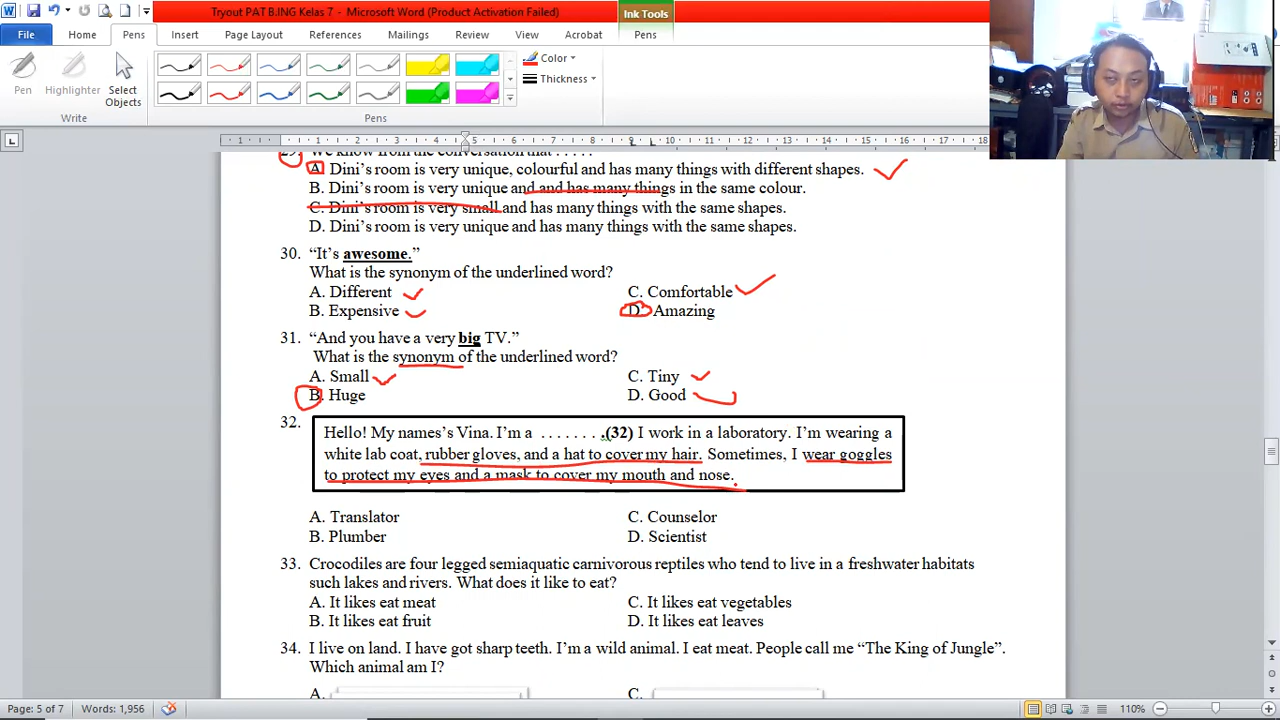 Tryout PAT B.ING Kelas 7 - Microsoft Word (Product Activation Failed)
Ink Tools
File Home Pens Insert Page Layout References Mailings Review View Acrobat Pens
Pen Highlighter Select Objects
Color
Thickness
Write
Pens
29. We know from the conversation that . . . . .
A. Dini's room is very unique, colourful and has many things with different shapes.
B. Dini's room is very unique and and has many things in the same colour.
C. Dini's room is very small and has many things with the same shapes.
D. Dini's room is very unique and has many things with the same shapes.
30. “It's awesome.”
What is the synonym of the underlined word?
A. Different C. Comfortable
B. Expensive D. Amazing
31. “And you have a very big TV.”
What is the synonym of the underlined word?
A. Small C. Tiny
B. Huge D. Good
32.
Hello! My names's Vina. I'm a . . . . . . . .(32) I work in a laboratory. I'm wearing a
white lab coat, rubber gloves, and a hat to cover my hair. Sometimes, I wear goggles
to protect my eyes and a mask to cover my mouth and nose.
A. Translator C. Counselor
B. Plumber D. Scientist
33. Crocodiles are four legged semiaquatic carnivorous reptiles who tend to live in a freshwater habitats
such lakes and rivers. What does it like to eat?
A. It likes eat meat C. It likes eat vegetables
B. It likes eat fruit D. It likes eat leaves
34. I live on land. I have got sharp teeth. I'm a wild animal. I eat meat. People call me “The King of Jungle”.
Which animal am I?
A. C.
Page: 5 of 7 Words: 1,956 110%